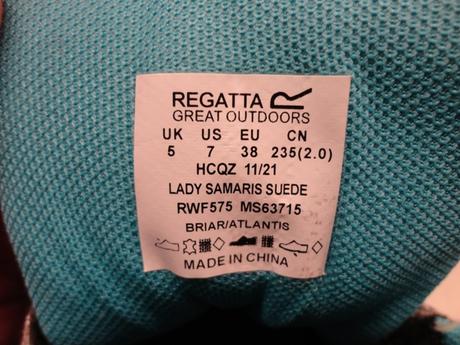 REGATTA
GREAT OUTDOORS
UK US EU CN
5 7 38 235(2.0)
HCQZ 11/21
LADY SAMARIS SUEDE
RWF575 MS63715
BRIAR/ATLANTIS
MADE IN CHINA